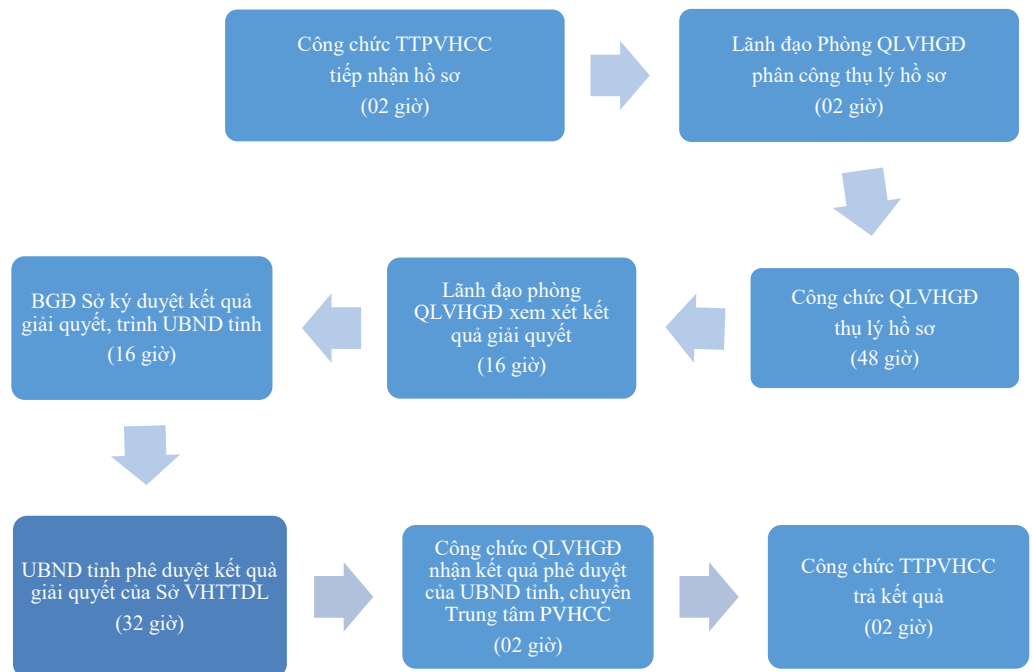 Công chức TTPVHCC
tiếp nhận hồ sơ
(02 giờ)
Lãnh đạo Phòng QLVHGĐ
phân công thụ lý hồ sơ
(02 giờ)
Công chức QLVHGĐ
thụ lý hồ sơ
(48 giờ)
Lãnh đạo phòng
QLVHGĐ xem xét kết
quả giải quyết
(16 giờ)
BGĐ Sở ký duyệt kết quả
giải quyết, trình UBND tỉnh
(16 giờ)
UBND tỉnh phê duyệt kết quà
giải quyết của Sở VHTTDL
(32 giờ)
Công chức QLVHGĐ
nhận kết quả phê duyệt
của UBND tỉnh, chuyển
Trung tâm PVHCC
(02 giờ)
Công chức TTPVHCC
trả kết quả
(02 giờ)